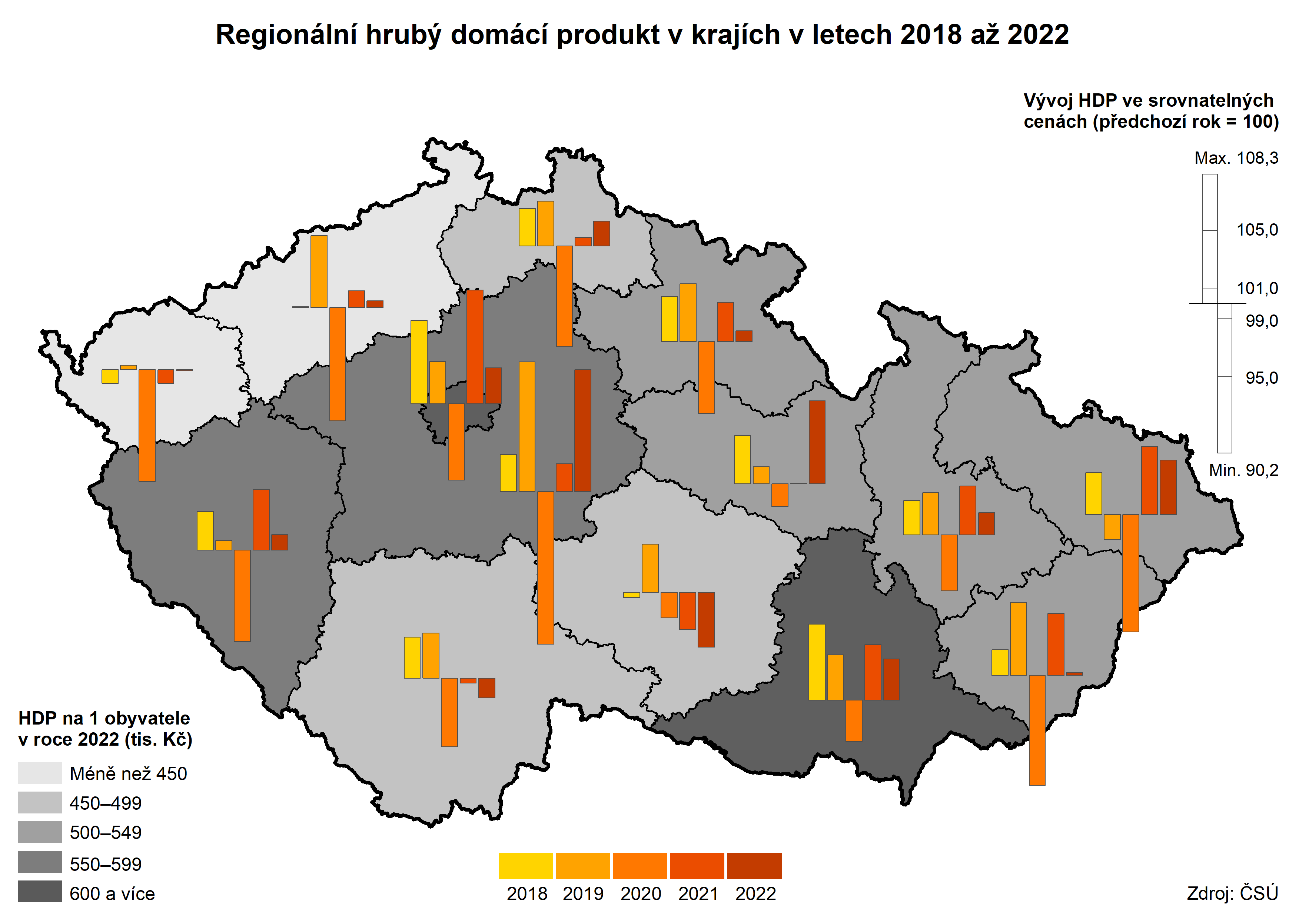 Regionální hrubý domácí produkt v krajích v letech 2018 až 2022
Vývoj HDP ve srovnatelných
cenách (předchozí rok = 100)
Max. 108,3
105,0
101,0
99,0
95,0
Min. 90,2
HDP na 1 obyvatele
v roce 2022 (tis. Kč)
Méně než 450
450–499
500–549
550–599
600 a více
2018 2019 2020 2021 2022
Zdroj: ČSÚ